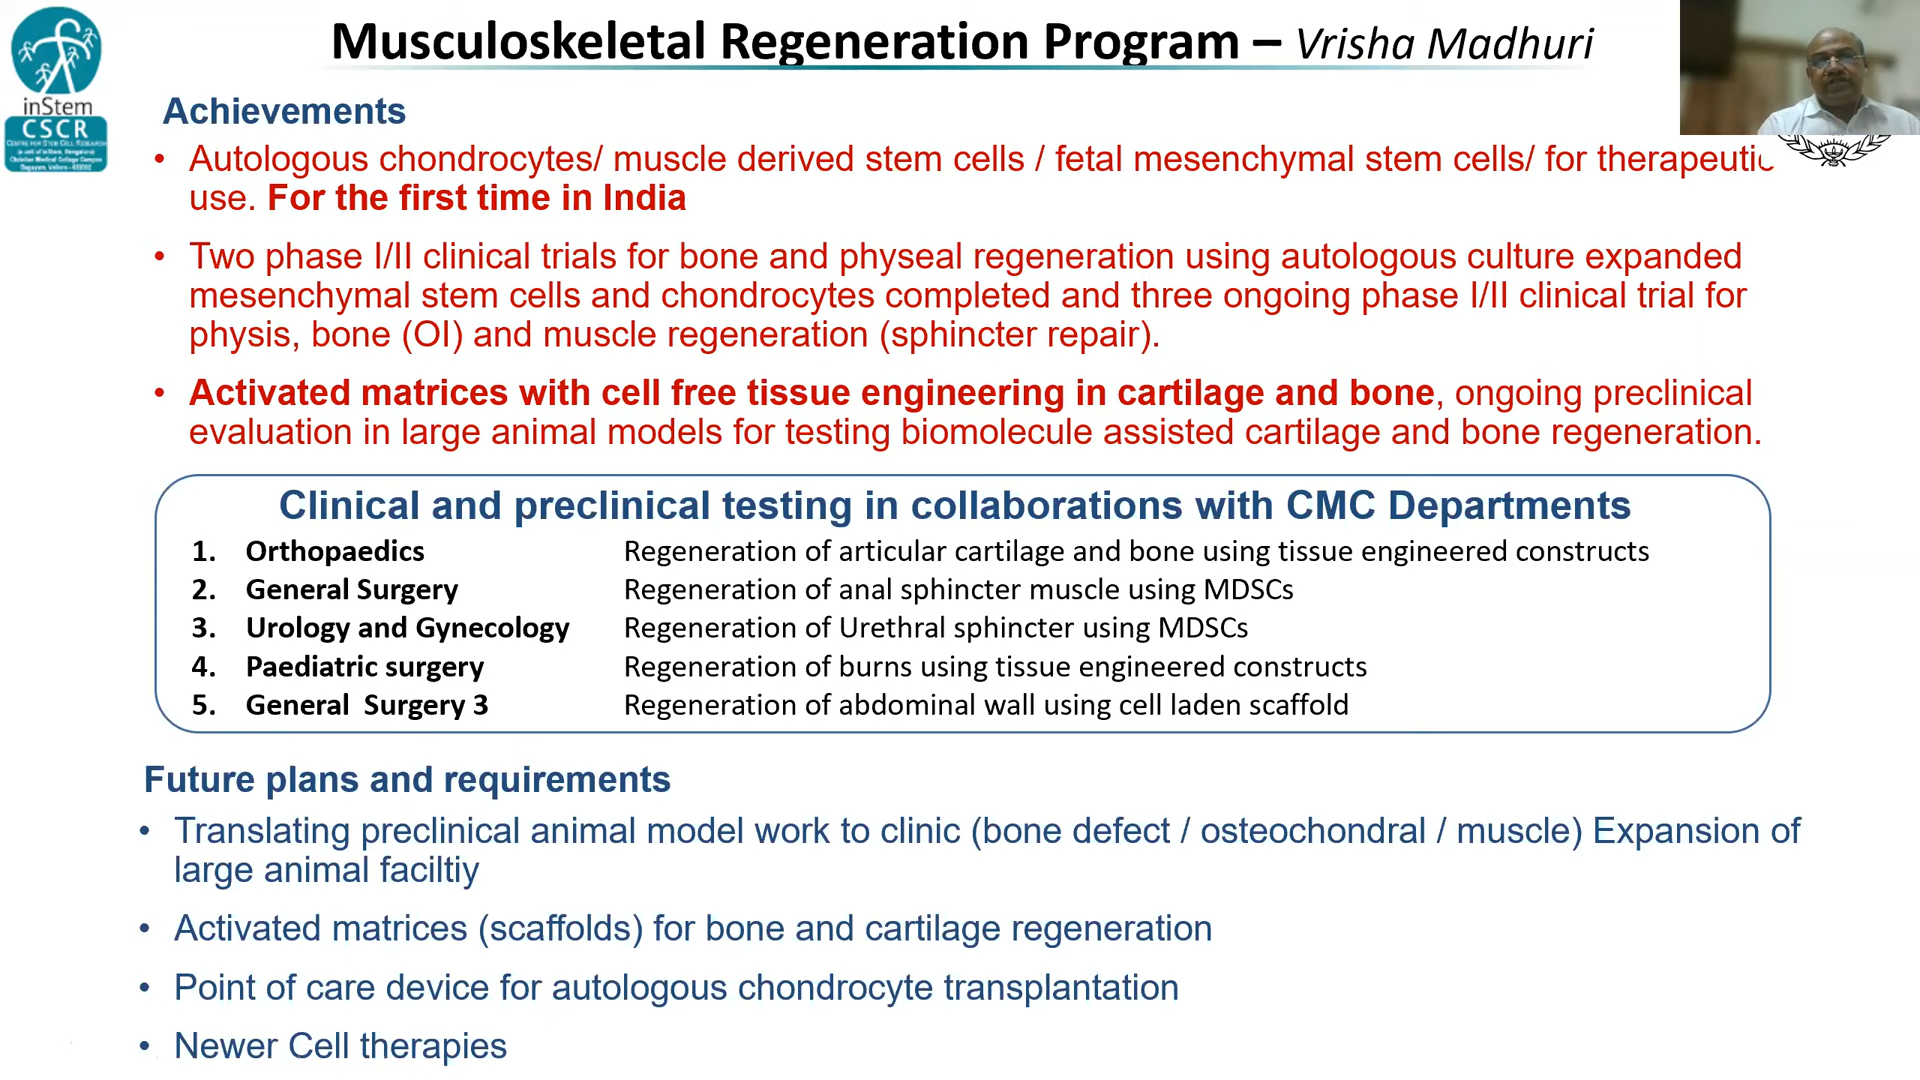 Musculoskeletal Regeneration Program – Vrisha Madhuri
inStem
CSCR
CENTRE FOR STEM CELL RESEARCH
Achievements
• Autologous chondrocytes/ muscle derived stem cells / fetal mesenchymal stem cells/ for therapeutic
use. For the first time in India
• Two phase I/II clinical trials for bone and physeal regeneration using autologous culture expanded
mesenchymal stem cells and chondrocytes completed and three ongoing phase I/II clinical trial for
physis, bone (OI) and muscle regeneration (sphincter repair).
• Activated matrices with cell free tissue engineering in cartilage and bone, ongoing preclinical
evaluation in large animal models for testing biomolecule assisted cartilage and bone regeneration.
Clinical and preclinical testing in collaborations with CMC Departments
1. Orthopaedics Regeneration of articular cartilage and bone using tissue engineered constructs
2. General Surgery Regeneration of anal sphincter muscle using MDSCs
3. Urology and Gynecology Regeneration of Urethral sphincter using MDSCs
4. Paediatric surgery Regeneration of burns using tissue engineered constructs
5. General Surgery 3 Regeneration of abdominal wall using cell laden scaffold
Future plans and requirements
• Translating preclinical animal model work to clinic (bone defect / osteochondral / muscle) Expansion of
large animal faciltiy
• Activated matrices (scaffolds) for bone and cartilage regeneration
• Point of care device for autologous chondrocyte transplantation
• Newer Cell therapies